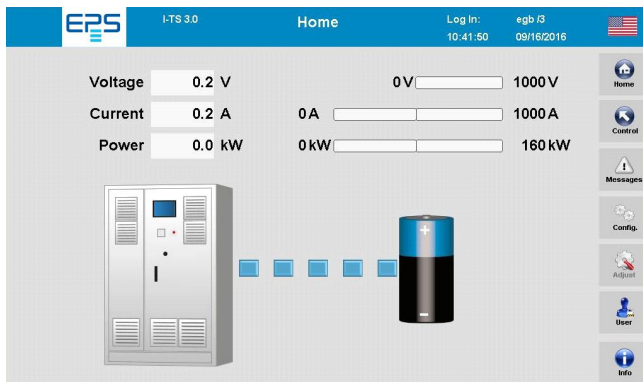 EPS
I-TS 3.0
Home
Log In: egb /3
10:41:50 09/16/2016
Voltage 0.2 V 0 V 1000 V
Current 0.2 A 0 A 1000 A
Power 0.0 kW 0 kW 160 kW
Home
Control
Messages
Config.
Adjust
User
Info